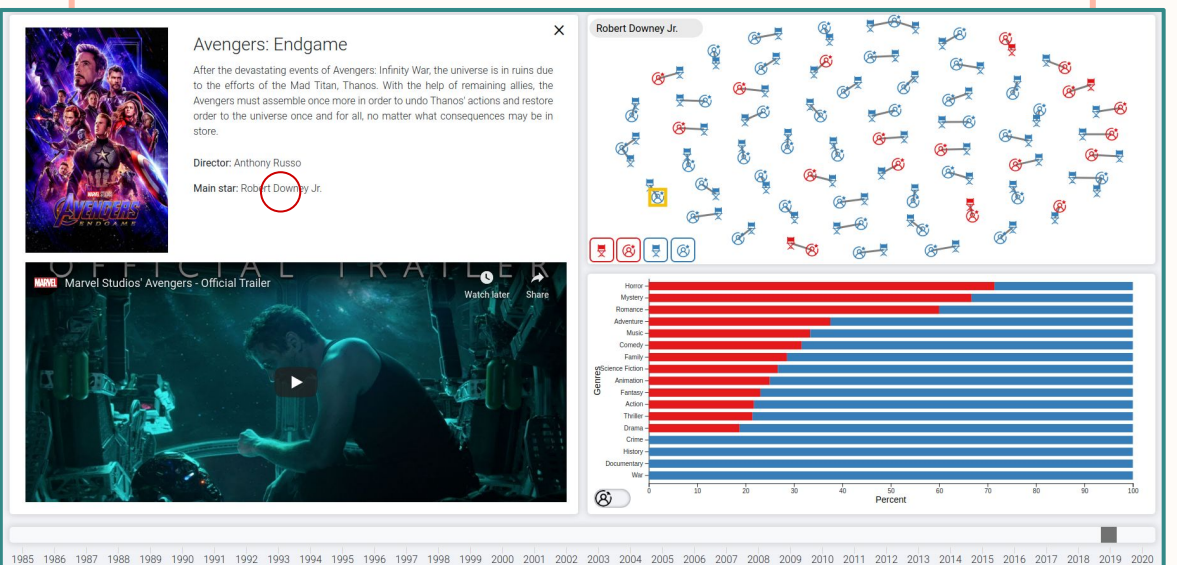 Avengers: Endgame
After the devastating events of Avengers: Infinity War, the universe is in ruins due
to the efforts of the Mad Titan, Thanos. With the help of remaining allies, the
Avengers must assemble once more in order to undo Thanos' actions and restore
order to the universe once and for all, no matter what consequences may be in
store.
Director: Anthony Russo
Main star: Robert Downey Jr.
AVENGERS
ENDGAME
OFFICIAL TRAILER
MARVEL
Marvel Studios' Avengers - Official Trailer
Watch later
Share
Robert Downey Jr.
Horror
Mystery
Romance
Adventure
Music
Comedy
Family
Science Fiction
Animation
Fantasy
Action
Thriller
Drama
Crime
History
Documentary
War
Genres
0 10 20 30 40 50 60 70 80 90 100
Percent
1985 1986 1987 1988 1989 1990 1991 1992 1993 1994 1995 1996 1997 1998 1999 2000 2001 2002 2003 2004 2005 2006 2007 2008 2009 2010 2011 2012 2013 2014 2015 2016 2017 2018 2019 2020